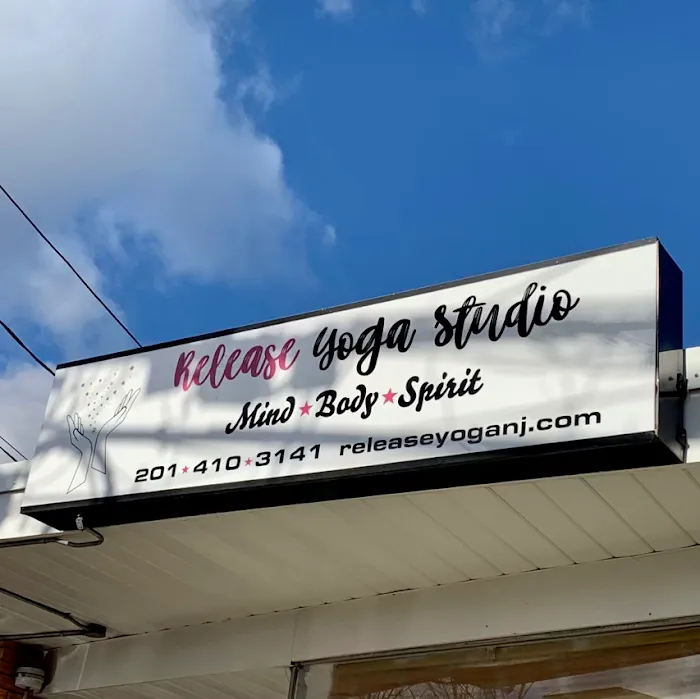 Release Yoga Studio
Mind ★ Body ★ Spirit
201★410★3141 releaseyoganj.com